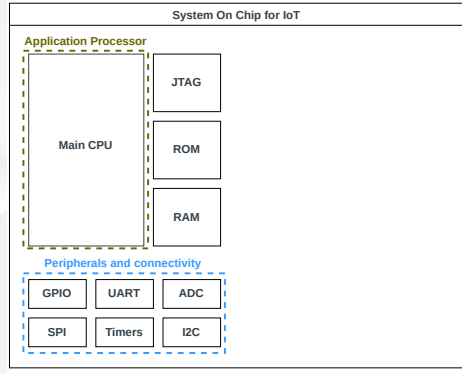 System On Chip for IoT
Application Processor
Main CPU
JTAG
ROM
RAM
Peripherals and connectivity
GPIO UART ADC
SPI Timers I2C